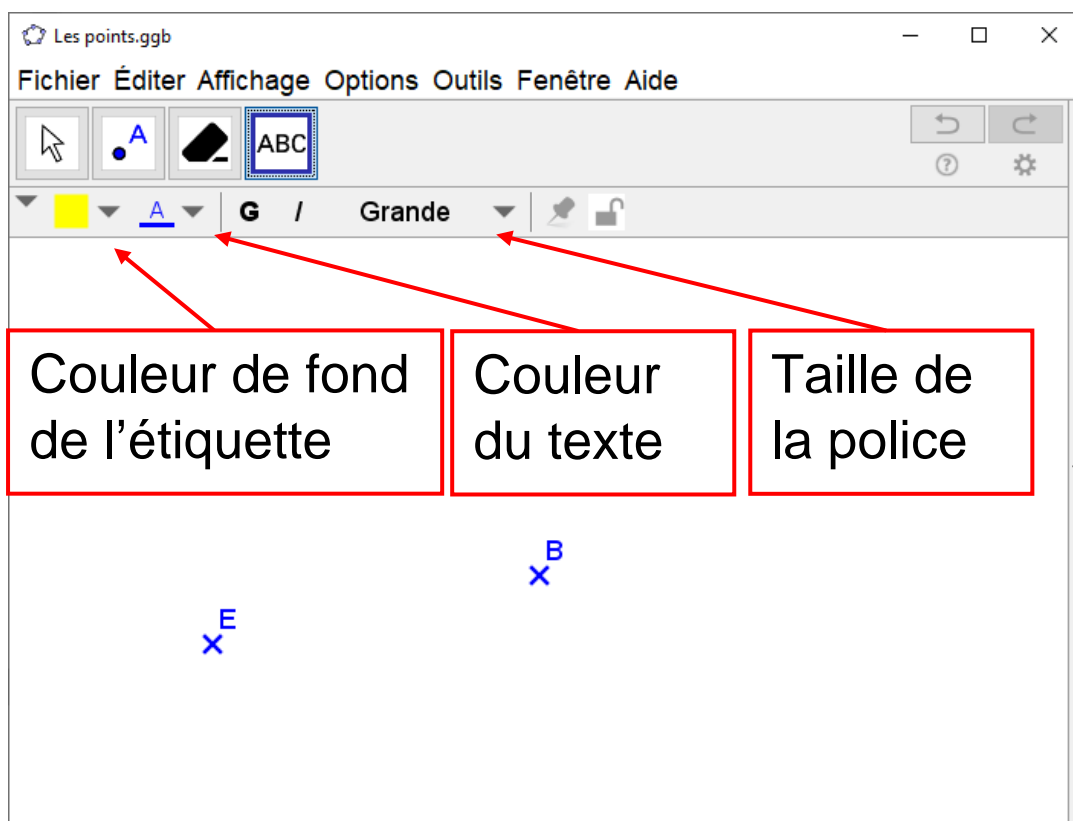 Les points.ggb
Fichier Éditer Affichage Options Outils Fenêtre Aide
A
ABC
A G I Grande
Couleur de fond
de l’étiquette
Couleur
du texte
Taille de
la police
B
E